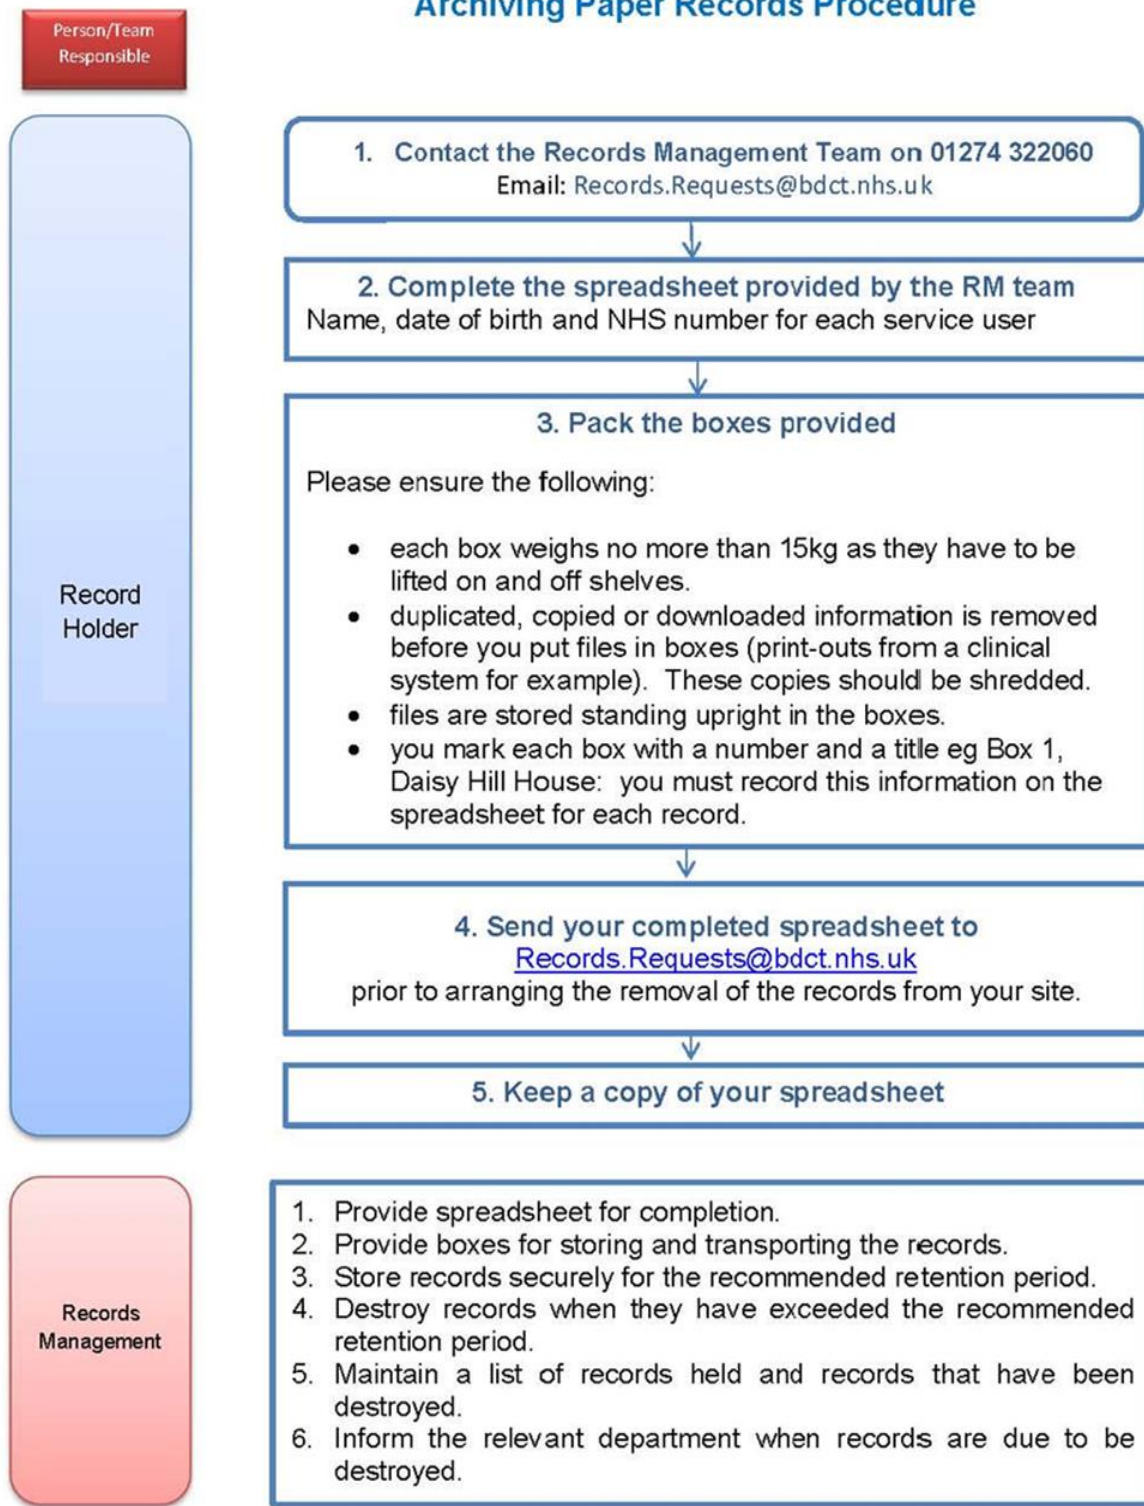 Archiving Paper Records Procedure
Person/Team
Responsible
Record
Holder
1. Contact the Records Management Team on 01274 322060
Email: Records.Requests@bdct.nhs.uk
2. Complete the spreadsheet provided by the RM team
Name, date of birth and NHS number for each service user
3. Pack the boxes provided
Please ensure the following:
• each box weighs no more than 15kg as they have to be
lifted on and off shelves.
• duplicated, copied or downloaded information is removed
before you put files in boxes (print-outs from a clinical
system for example). These copies should be shredded.
• files are stored standing upright in the boxes.
• you mark each box with a number and a title eg Box 1,
Daisy Hill House: you must record this information on the
spreadsheet for each record.
4. Send your completed spreadsheet to
Records.Requests@bdct.nhs.uk
prior to arranging the removal of the records from your site.
5. Keep a copy of your spreadsheet
Records
Management
1. Provide spreadsheet for completion.
2. Provide boxes for storing and transporting the records.
3. Store records securely for the recommended retention period.
4. Destroy records when they have exceeded the recommended
retention period.
5. Maintain a list of records held and records that have been
destroyed.
6. Inform the relevant department when records are due to be
destroyed.